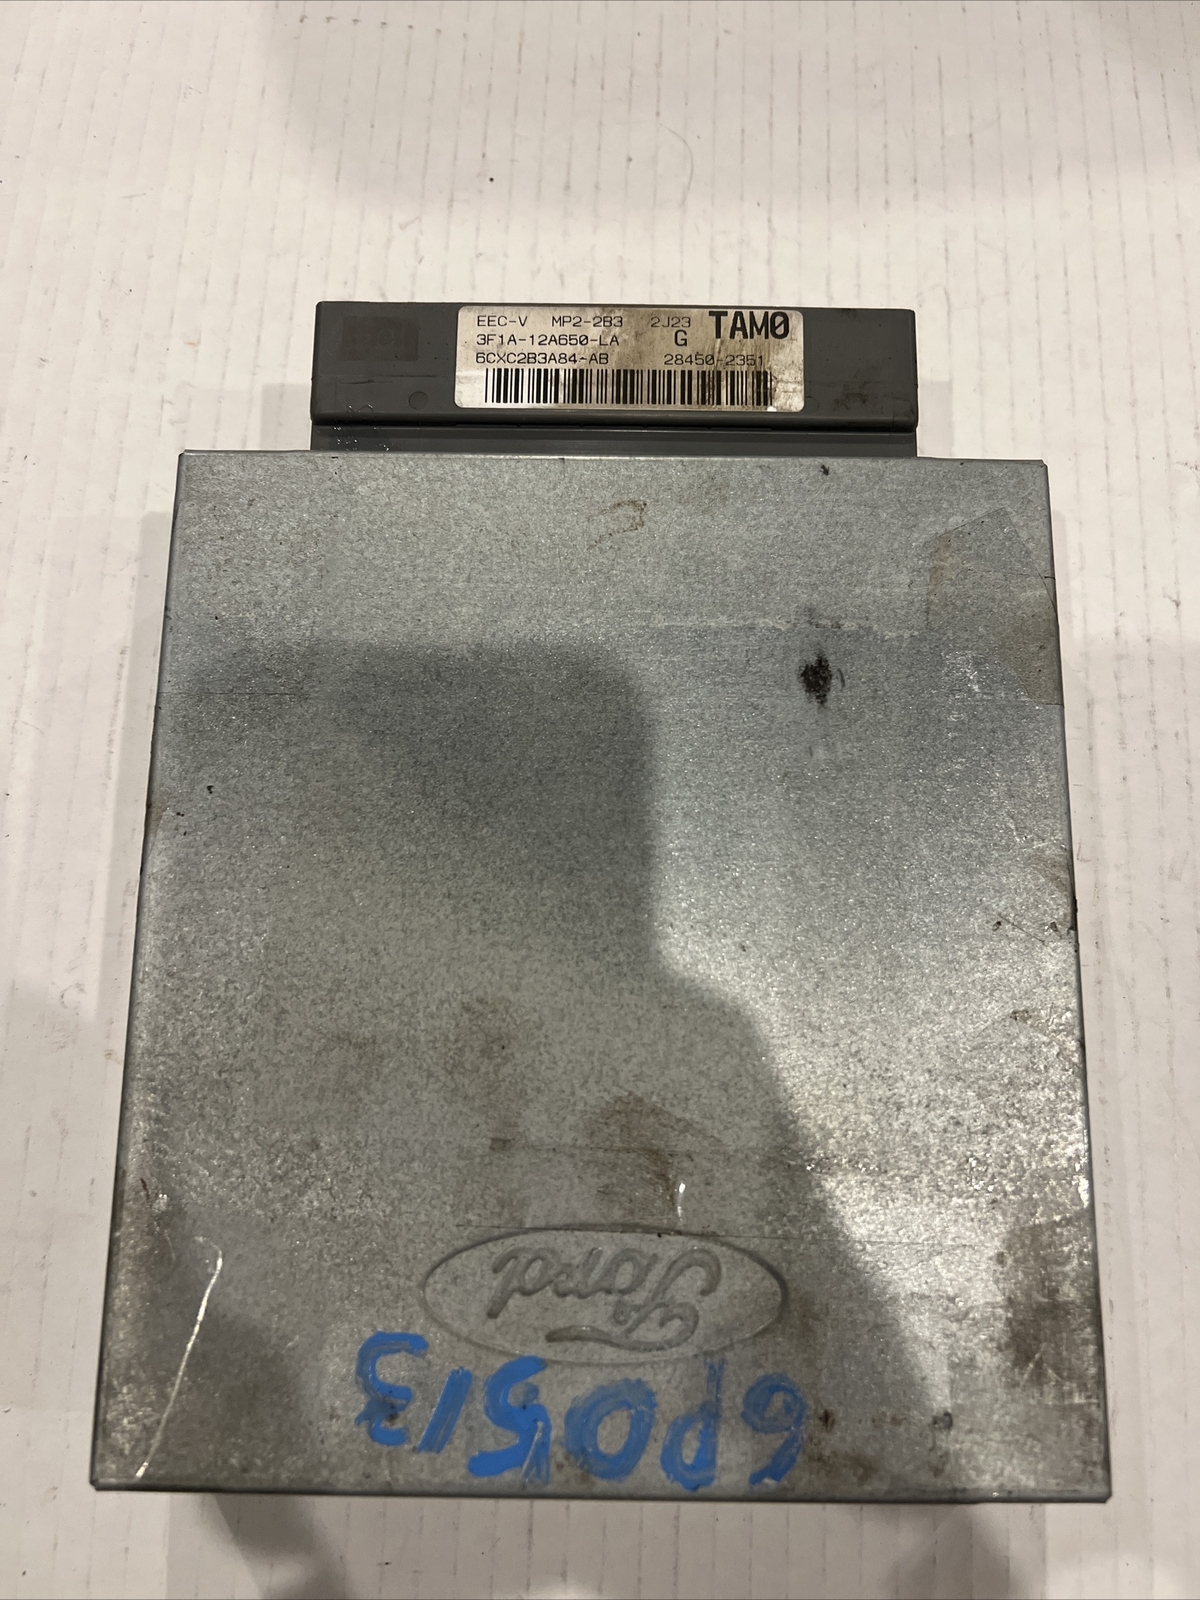 EEC-V MP2-2B3 2J23 TAM0
3F1A-12A650-LA G
6CXC2B3A84-AB 28450-2351
Ford
6P0513